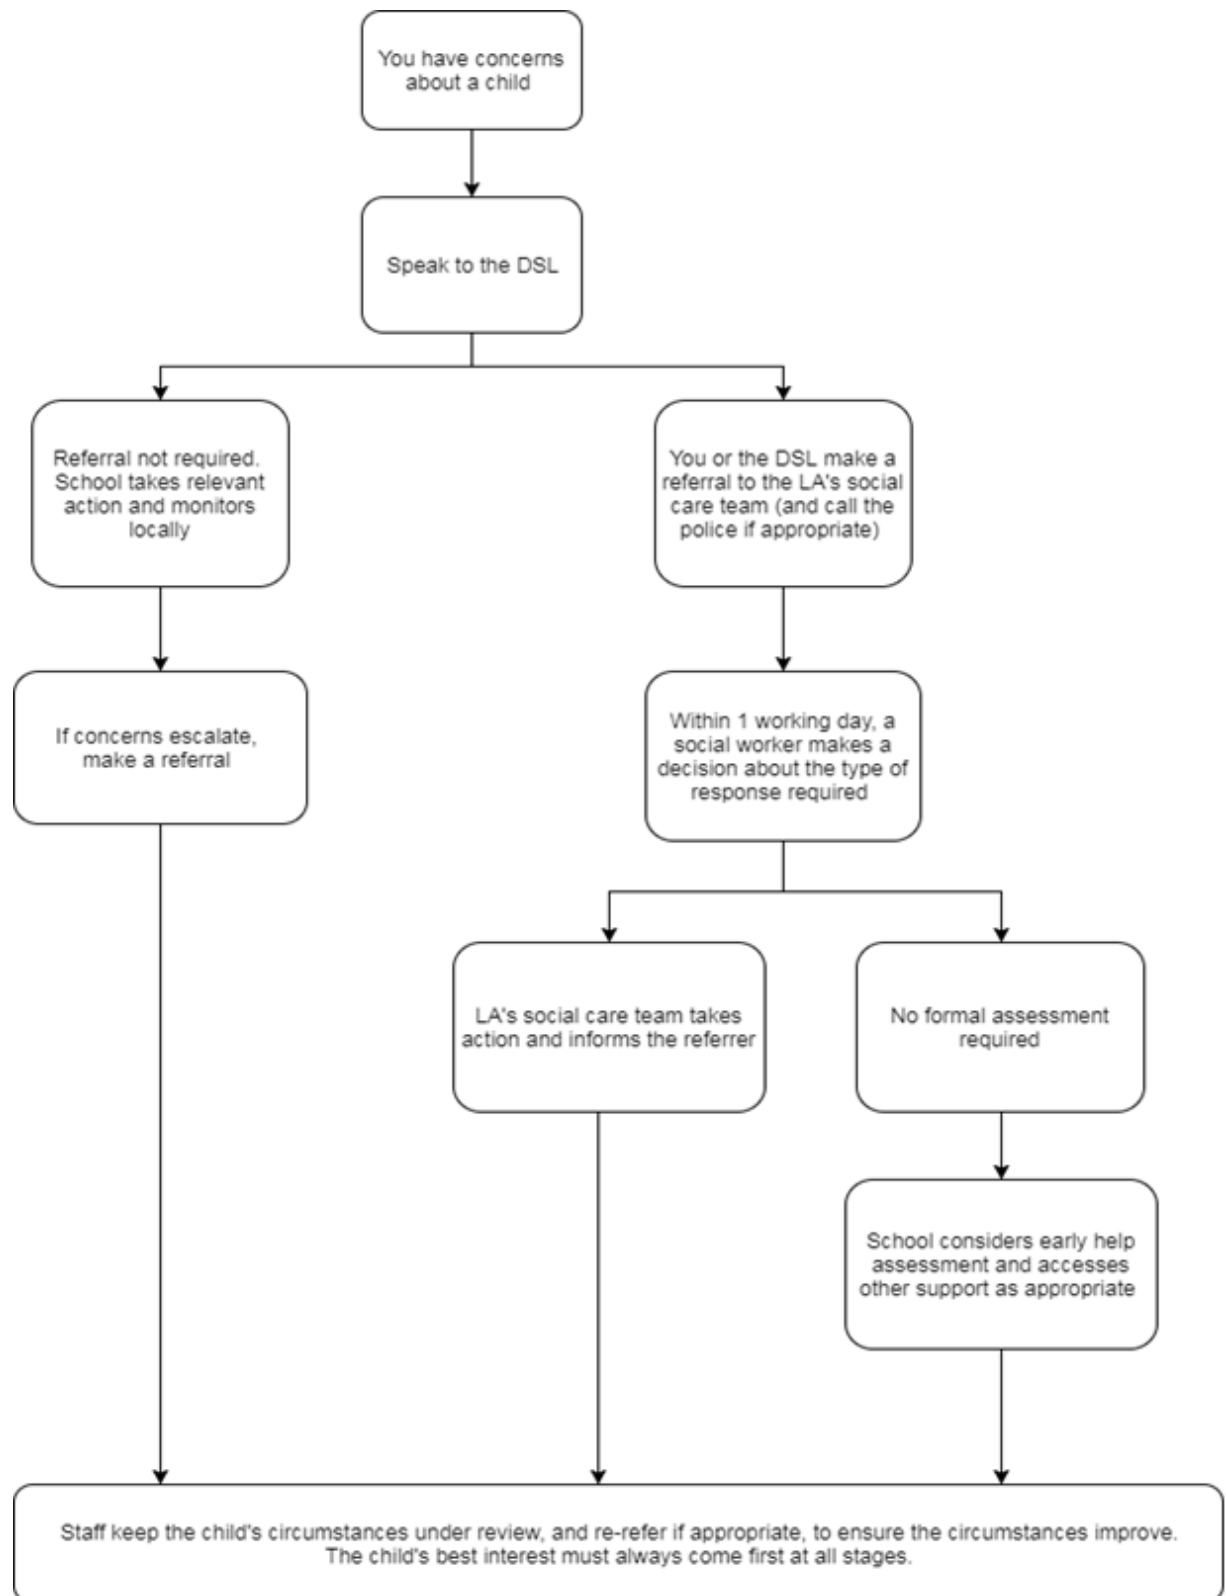 You have concerns
about a child
Speak to the DSL
Referral not required.
School takes relevant
action and monitors
locally
You or the DSL make a
referral to the LA's social
care team (and call the
police if appropriate)
If concerns escalate,
make a referral
Within 1 working day, a
social worker makes a
decision about the type of
response required
LA's social care team takes
action and informs the referrer
No formal assessment
required
School considers early help
assessment and accesses
other support as appropriate
Staff keep the child's circumstances under review, and re-refer if appropriate, to ensure the circumstances improve.
The child's best interest must always come first at all stages.